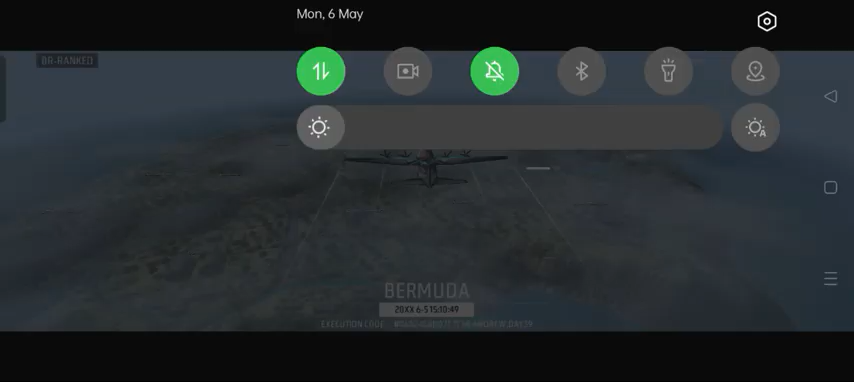 Mon, 6 May
BR-RANKED
A
BERMUDA
20XX 6-5 15:10:49
EXECUTION CODE